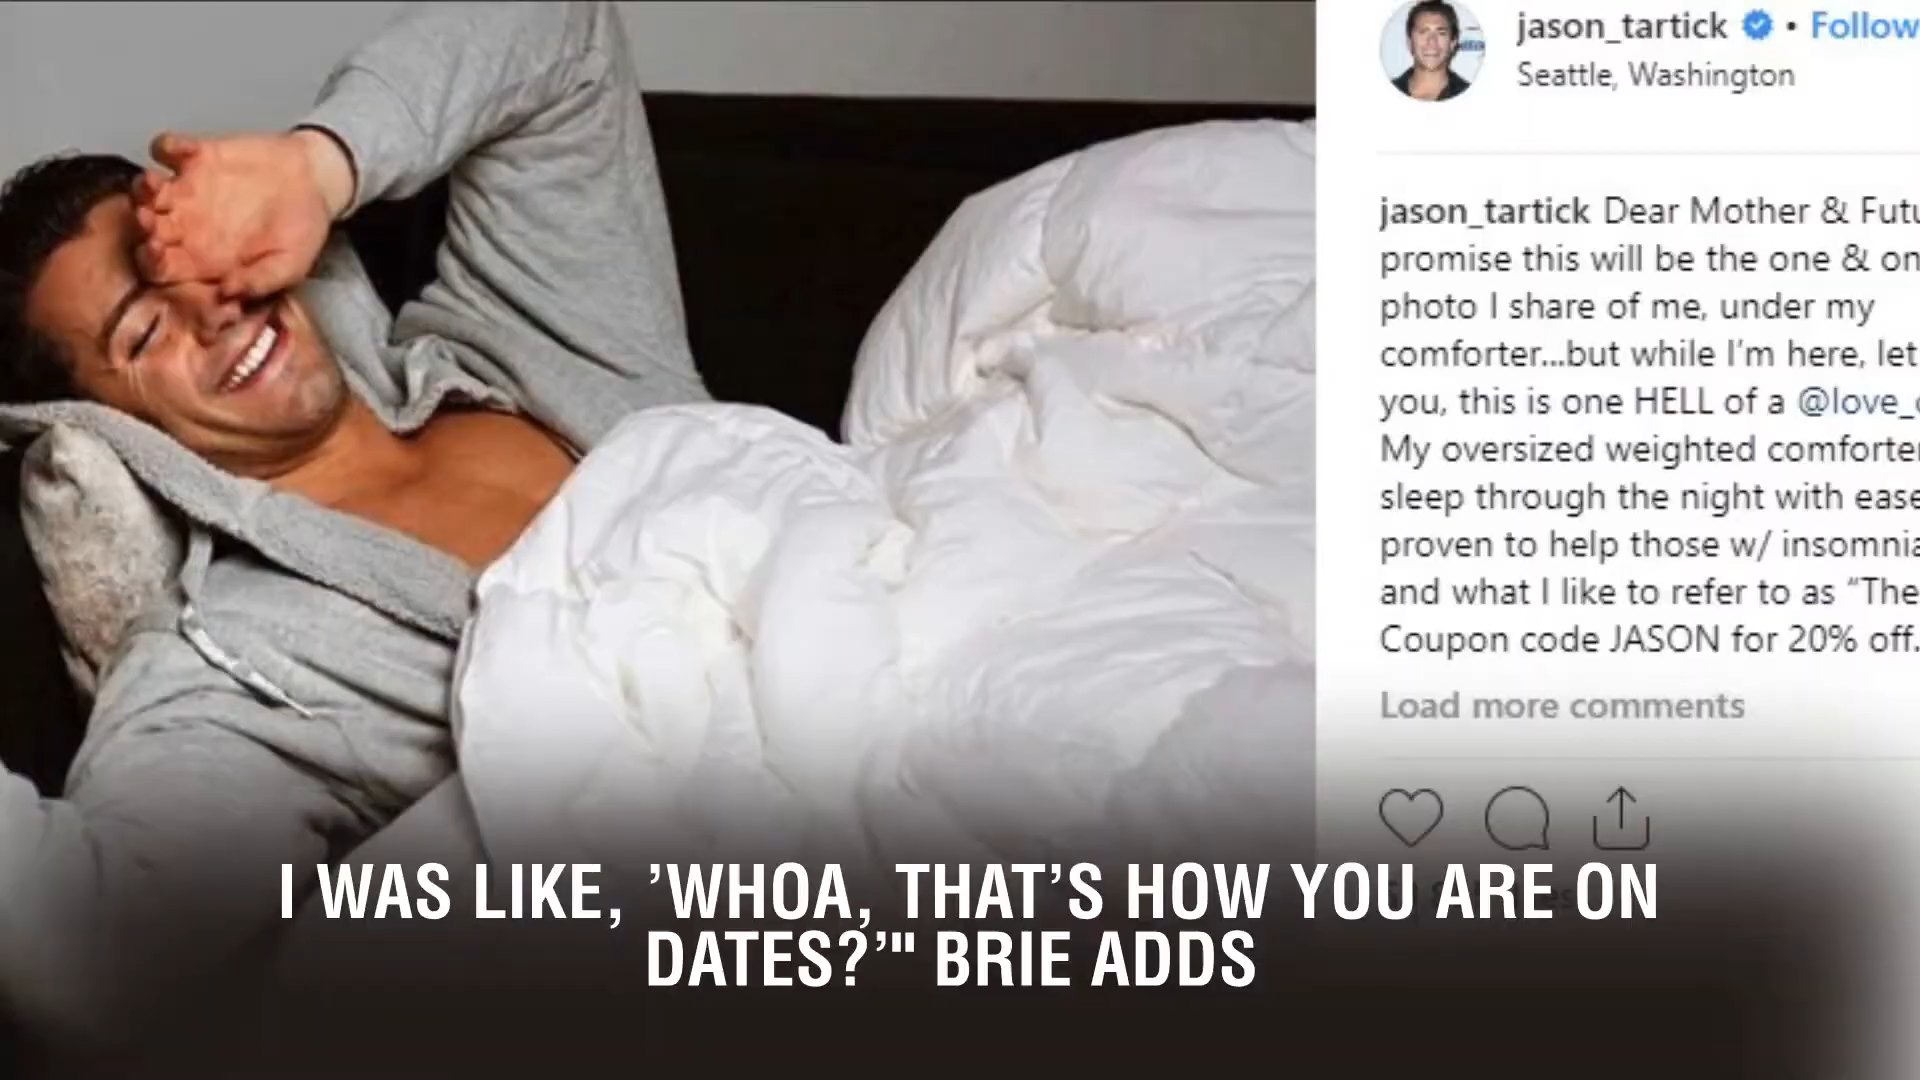 jason_tartick • Follow
Seattle, Washington
jason_tartick Dear Mother & Futu
promise this will be the one & on
photo I share of me, under my
comforter...but while I'm here, let
you, this is one HELL of a @love_
My oversized weighted comforter
sleep through the night with ease
proven to help those w/ insomnia
and what I like to refer to as “The
Coupon code JASON for 20% off.
Load more comments
I WAS LIKE, ’WHOA, THAT’S HOW YOU ARE ON
DATES?’" BRIE ADDS